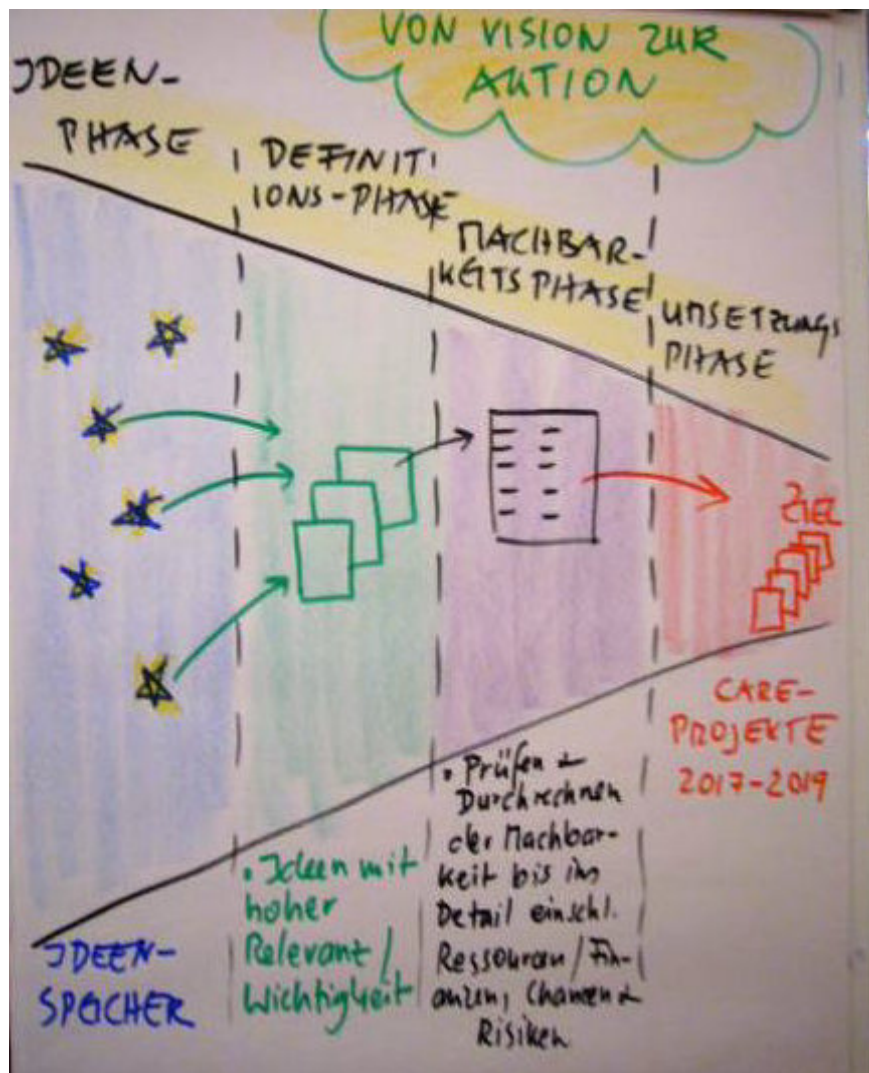 VON VISION ZUR
AKTION
IDEEN-
PHASE
DEFINIT
IONS-PHASE
MACHBAR-
KEITSPHASE
UMSETZUNGS
PHASE
ZIEL
CARE-
PROJEKTE
2017-2019
• Prüfen &
Durchrechnen
der Machbar-
keit bis ins
Detail einschl.
Ressourcen/Fin-
anzen, Chancen &
Risiken
• Ideen mit
hoher
Relevanz/
Wichtigkeit
IDEEN-
SPEICHER